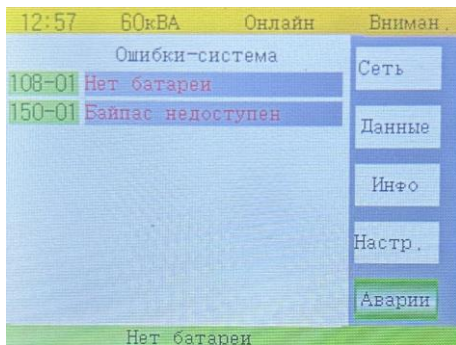 12:57 60кВА Онлайн Вниман.
Ошибки-система
108-01 Нет батареи
150-01 Байпас недоступен
Сеть
Данные
Инфо
Настр.
Аварии
Нет батареи